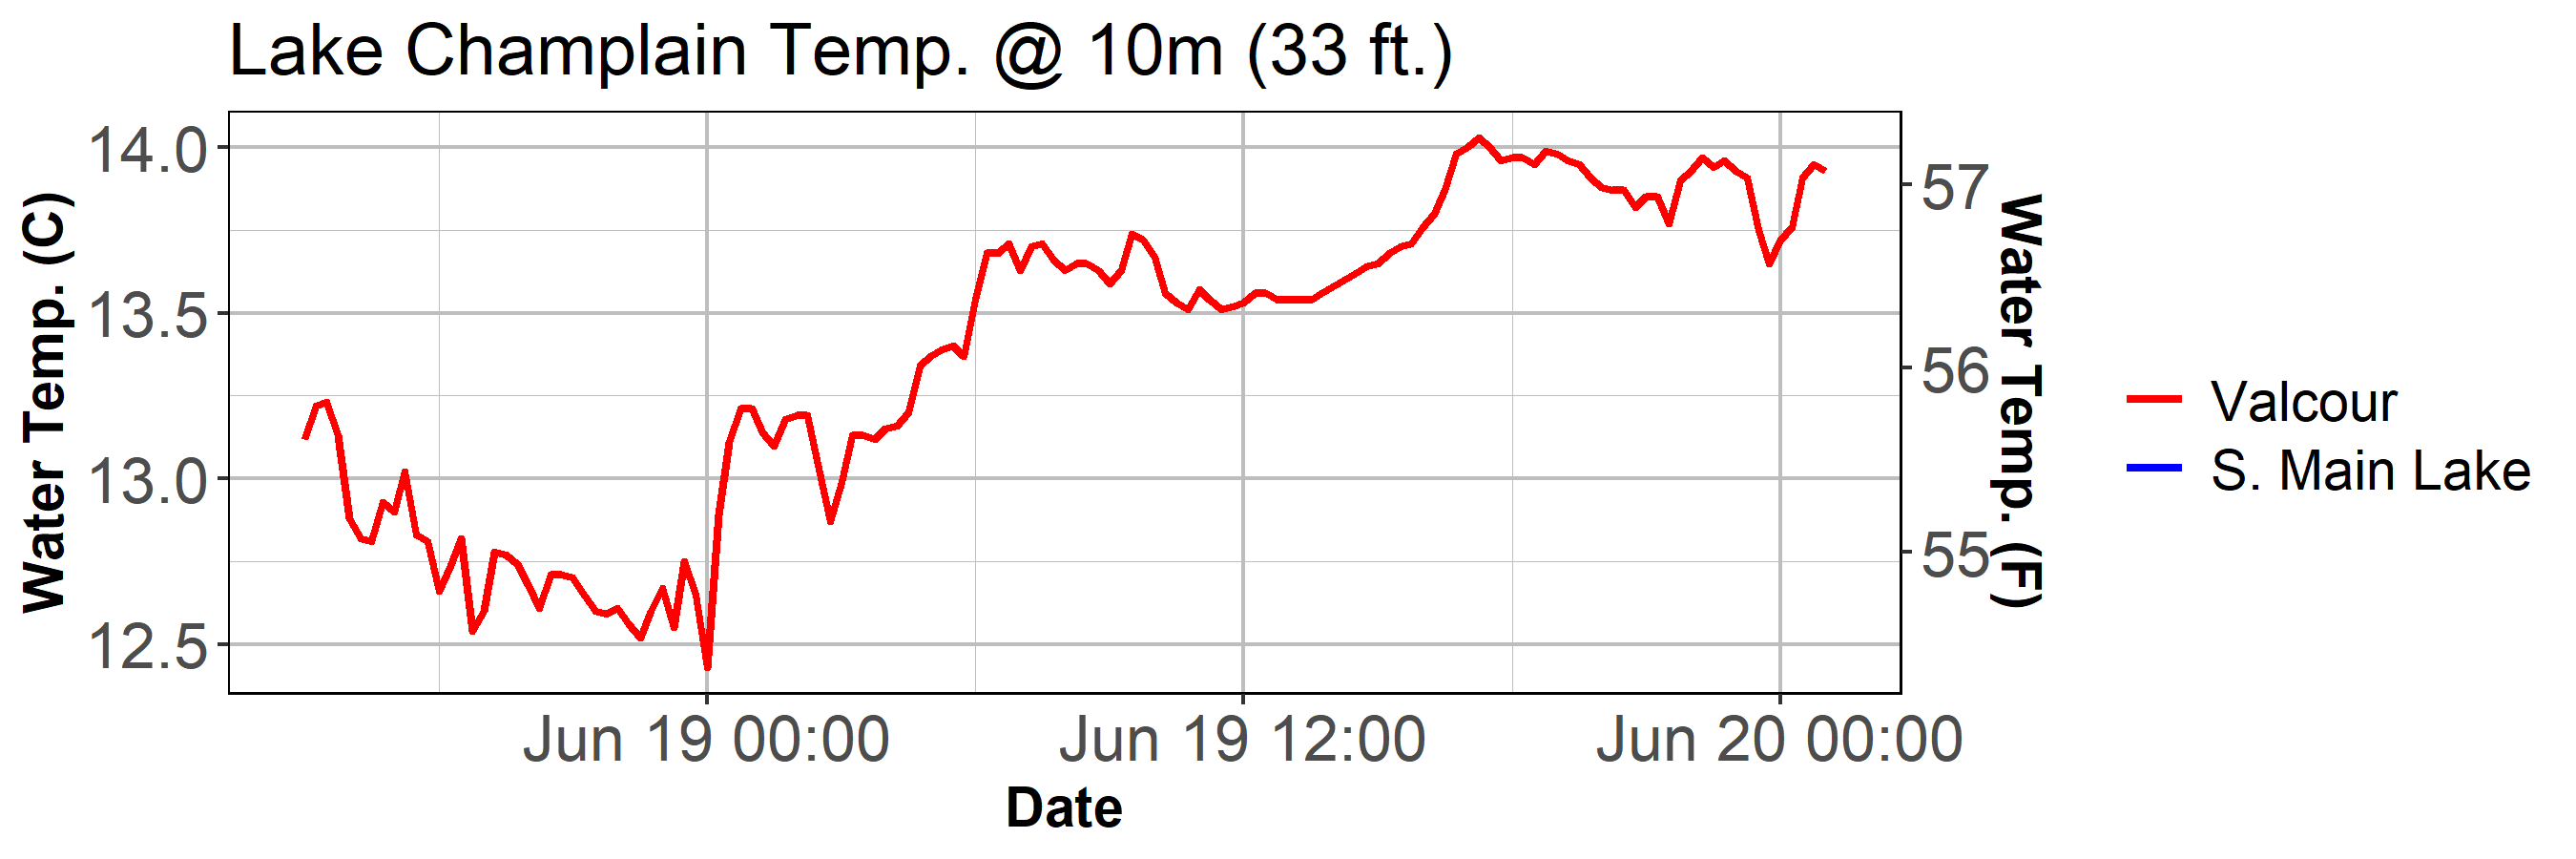 Lake Champlain Temp. @ 10m (33 ft.)
Water Temp. (C)
14.0
13.5
13.0
12.5
57
56
55
Water Temp. (F)
Jun 19 00:00
Jun 19 12:00
Jun 20 00:00
Date
Valcour
S. Main Lake